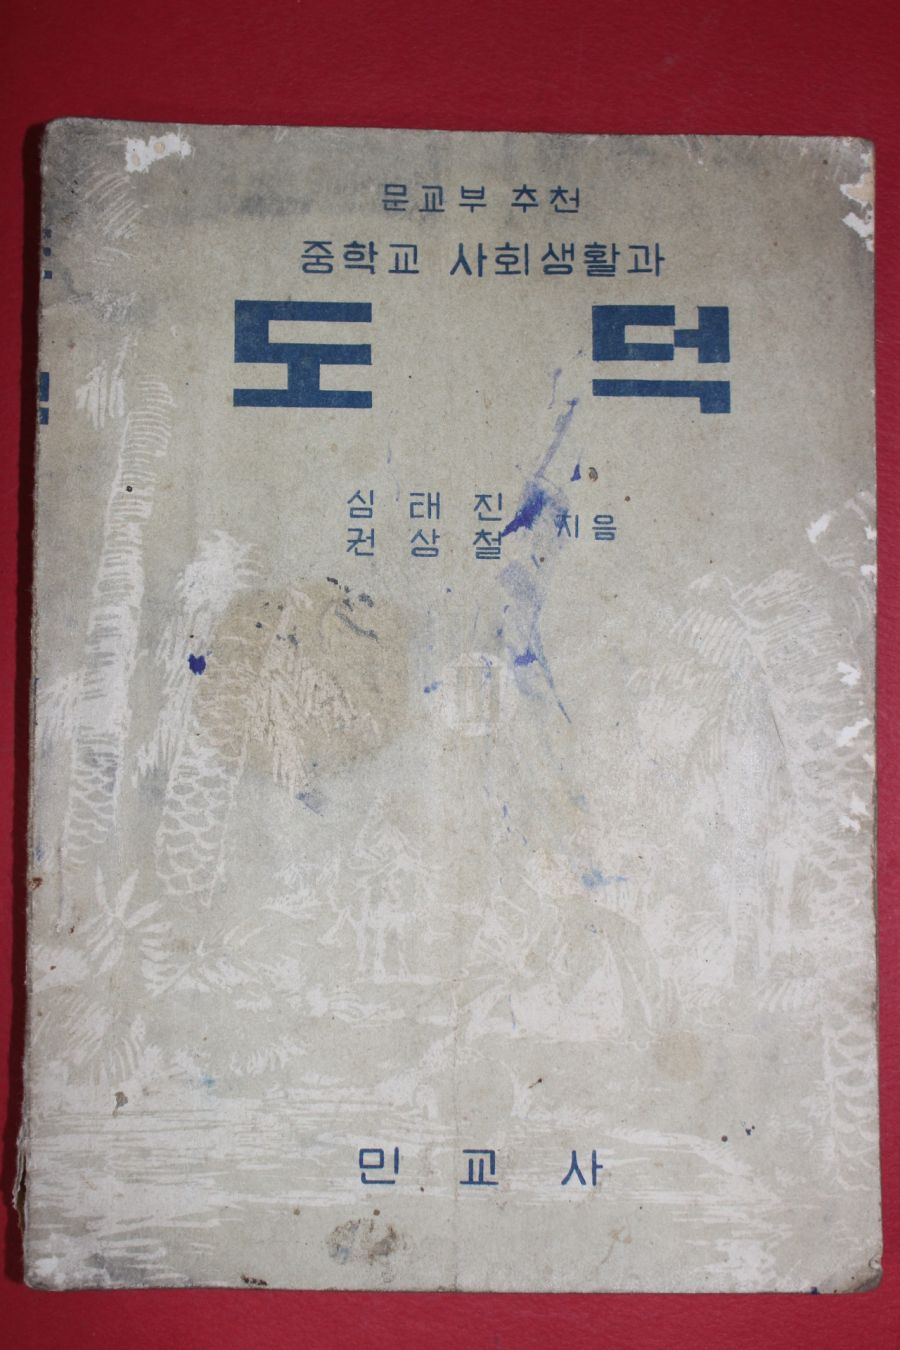 문교부 추천
중학교 사회생활과
도덕
심태진
권상철
지음
민교사